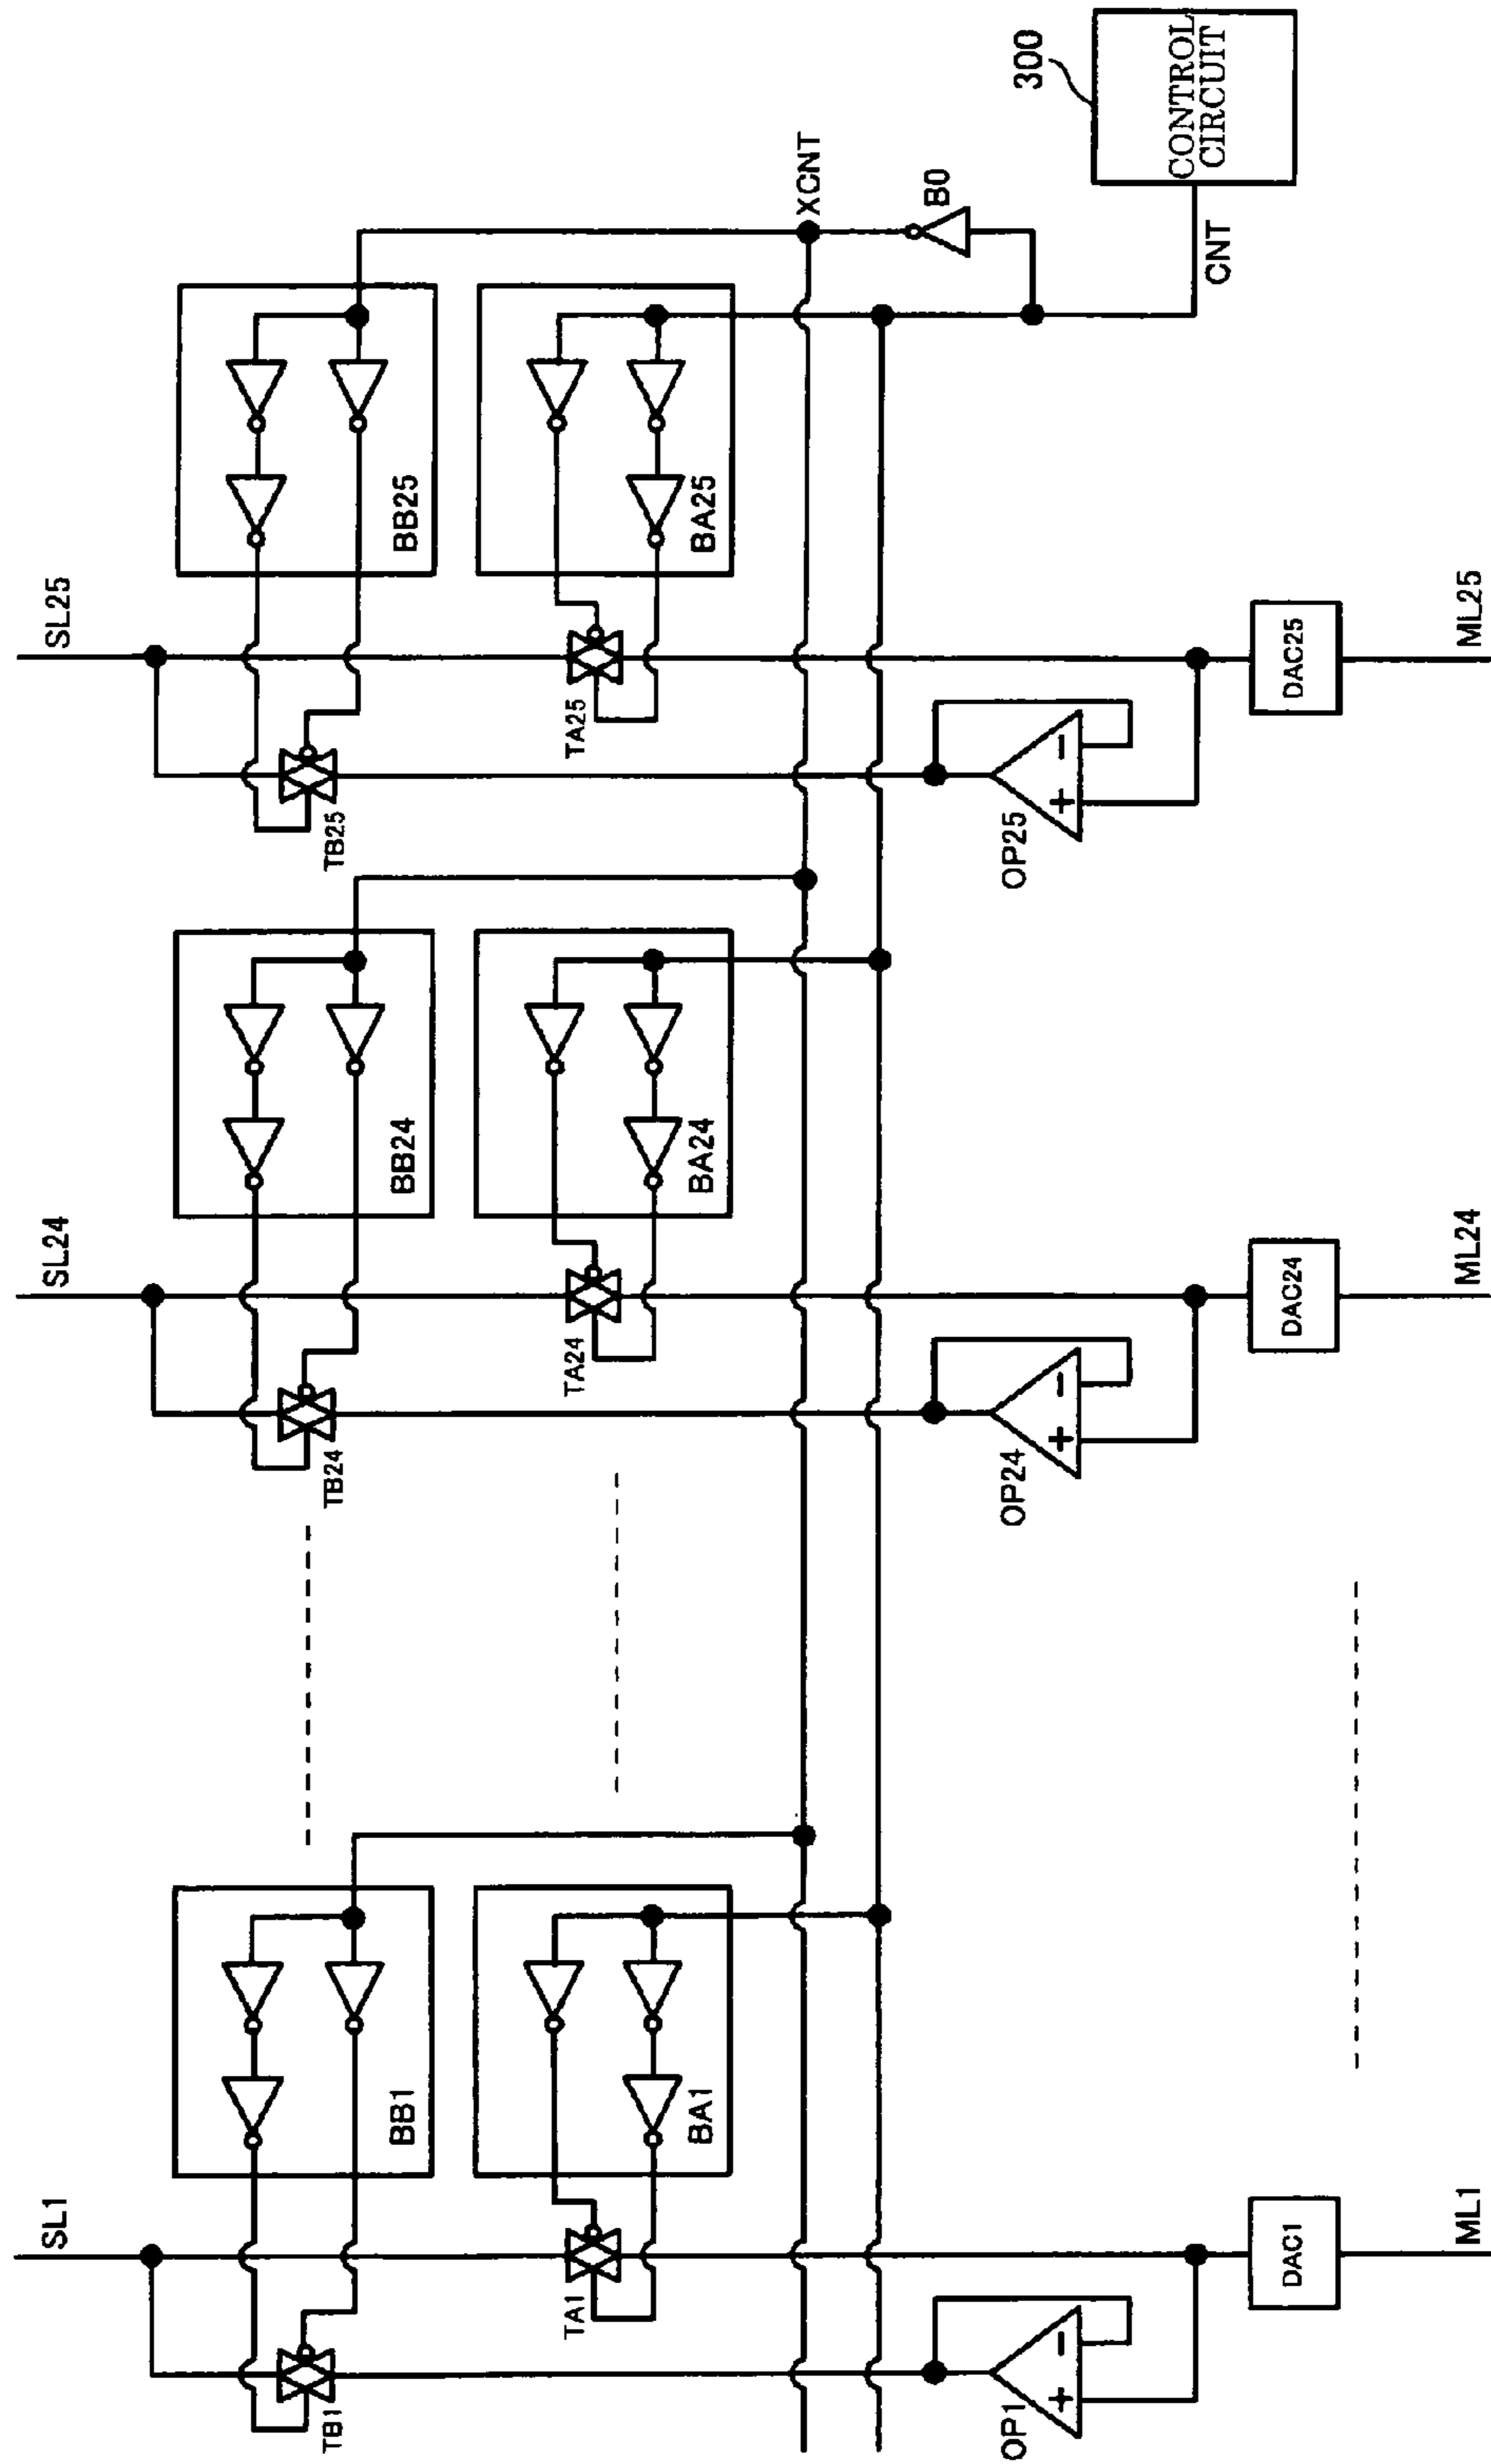 SL1
SL24
SL25
TB1
BB1
TB24
BB24
TB25
BB25
TA1
BA1
TA24
BA24
TA25
BA25
XCNT
B0
CNT
300
CONTROL
CIRCUIT
OP1
+
−
OP24
+
−
OP25
+
−
DAC1
DAC24
DAC25
ML1
ML24
ML25